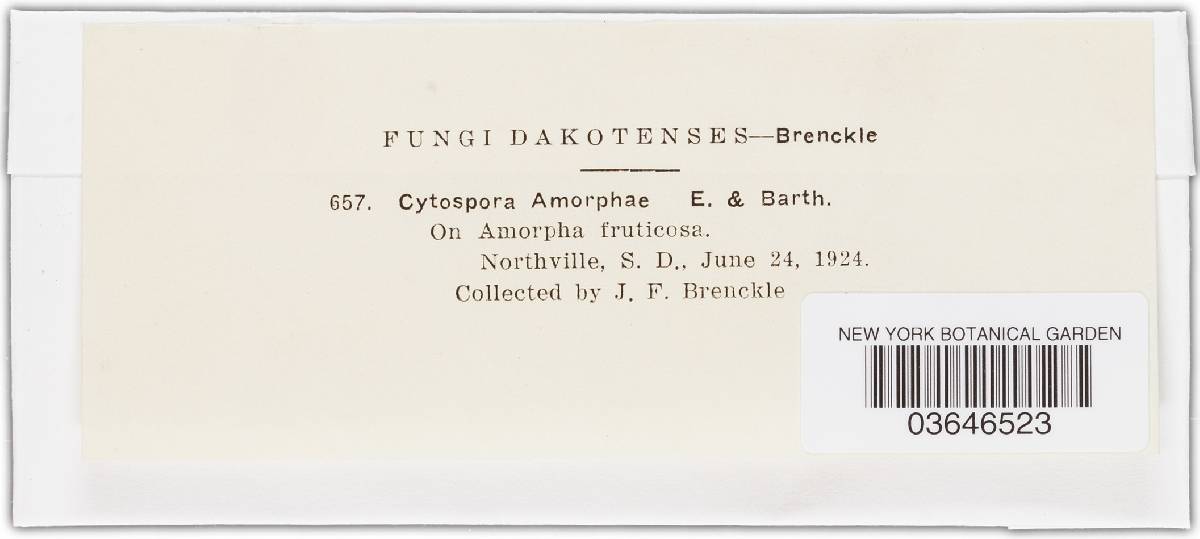 FUNGI DAKOTENSES—Brenckle
657. Cytospora Amorphae E. & Barth.
On Amorpha fruticosa.
Northville, S. D., June 24, 1924.
Collected by J. F. Brenckle
NEW YORK BOTANICAL GARDEN
03646523